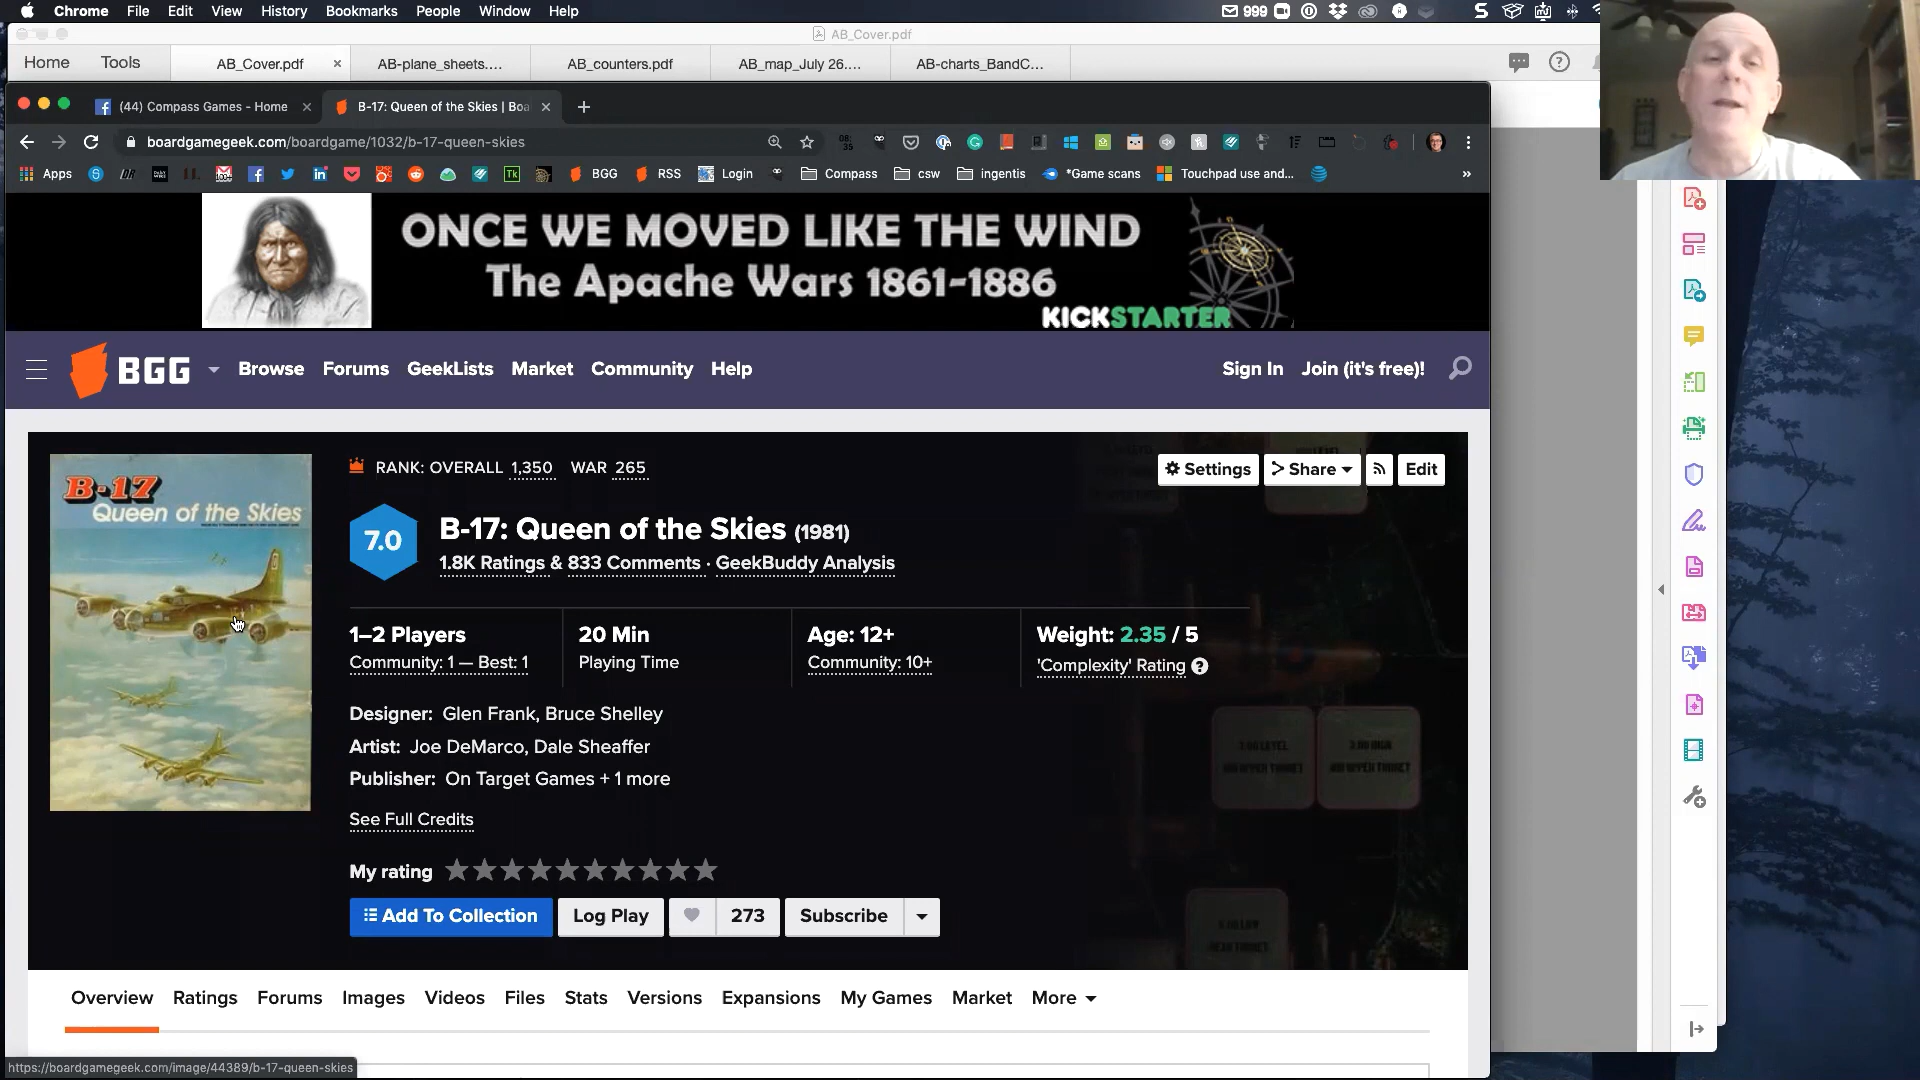 Chrome File Edit View History Bookmarks People Window Help 999
AB_Cover.pdf
Home Tools AB_Cover.pdf × AB-plane_sheets.... AB_counters.pdf AB_map_July 26.... AB-charts_BandC...
(44) Compass Games - Home × B-17: Queen of the Skies | Boa × +
boardgamegeek.com/boardgame/1032/b-17-queen-skies
Apps BGG RSS Login Compass csw ingentis *Game scans Touchpad use and... »
ONCE WE MOVED LIKE THE WIND
The Apache Wars 1861-1886
KICKSTARTER
BGG Browse Forums GeekLists Market Community Help Sign In Join (it's free)!
B-17
Queen of the Skies
RANK: OVERALL 1,350 WAR 265
Settings Share Edit
7.0
B-17: Queen of the Skies (1981)
1.8K Ratings & 833 Comments · GeekBuddy Analysis
1–2 Players 20 Min Age: 12+ Weight: 2.35 / 5
Community: 1 — Best: 1 Playing Time Community: 10+ 'Complexity' Rating ?
Designer: Glen Frank, Bruce Shelley
Artist: Joe DeMarco, Dale Sheaffer
Publisher: On Target Games + 1 more
See Full Credits
My rating
Add To Collection Log Play 273 Subscribe
Overview Ratings Forums Images Videos Files Stats Versions Expansions My Games Market More
https://boardgamegeek.com/image/44389/b-17-queen-skies